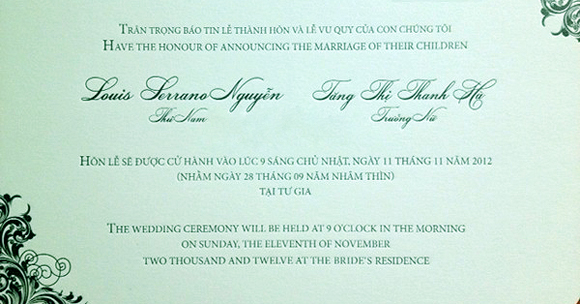 TRÂN TRỌNG BÁO TIN LỄ THÀNH HÔN VÀ LỄ VU QUY CỦA CON CHÚNG TÔI
HAVE THE HONOUR OF ANNOUNCING THE MARRIAGE OF THEIR CHILDREN
Louis Serrano Nguyễn Tăng Thị Thanh Hà
Thứ Nam Trưởng Nữ
HÔN LỄ SẼ ĐƯỢC CỬ HÀNH VÀO LÚC 9 SÁNG CHỦ NHẬT, NGÀY 11 THÁNG 11 NĂM 2012
(NHẰM NGÀY 28 THÁNG 09 NĂM NHÂM THÌN)
TẠI TƯ GIA
THE WEDDING CEREMONY WILL BE HELD AT 9 O'CLOCK IN THE MORNING
ON SUNDAY, THE ELEVENTH OF NOVEMBER
TWO THOUSAND AND TWELVE AT THE BRIDE'S RESIDENCE